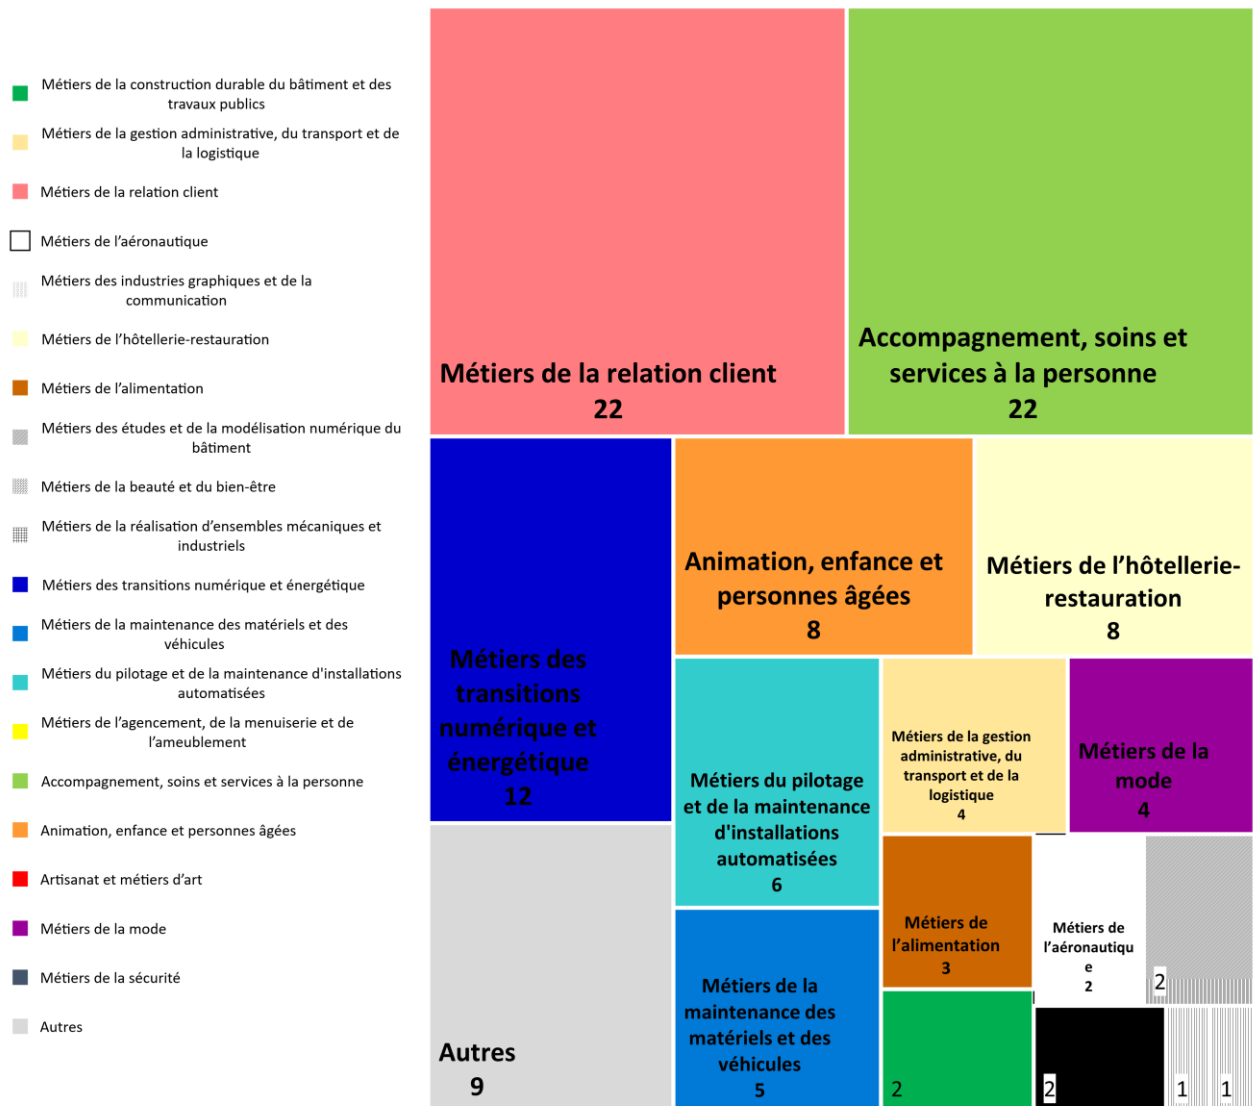 Métiers de la construction durable du bâtiment et des
travaux publics
Métiers de la gestion administrative, du transport et de
la logistique
Métiers de la relation client
Métiers de l’aéronautique
Métiers des industries graphiques et de la
communication
Métiers de l’hôtellerie-restauration
Métiers de l’alimentation
Métiers des études et de la modélisation numérique du
bâtiment
Métiers de la beauté et du bien-être
Métiers de la réalisation d’ensembles mécaniques et
industriels
Métiers des transitions numérique et énergétique
Métiers de la maintenance des matériels et des
véhicules
Métiers du pilotage et de la maintenance d'installations
automatisées
Métiers de l’agencement, de la menuiserie et de
l’ameublement
Accompagnement, soins et services à la personne
Animation, enfance et personnes âgées
Artisanat et métiers d’art
Métiers de la mode
Métiers de la sécurité
Autres
Métiers de la relation client
22
Accompagnement, soins et
services à la personne
22
Métiers des
transitions
numérique et
énergétique
12
Animation, enfance et
personnes âgées
8
Métiers de l’hôtellerie-
restauration
8
Métiers du pilotage
et de la maintenance
d'installations
automatisées
6
Métiers de la gestion
administrative, du
transport et de la
logistique
4
Métiers de la
mode
4
Autres
9
Métiers de la
maintenance des
matériels et des
véhicules
5
Métiers de
l’alimentation
3
Métiers de
l’aéronautiqu
e
2
2
2
2
1
1